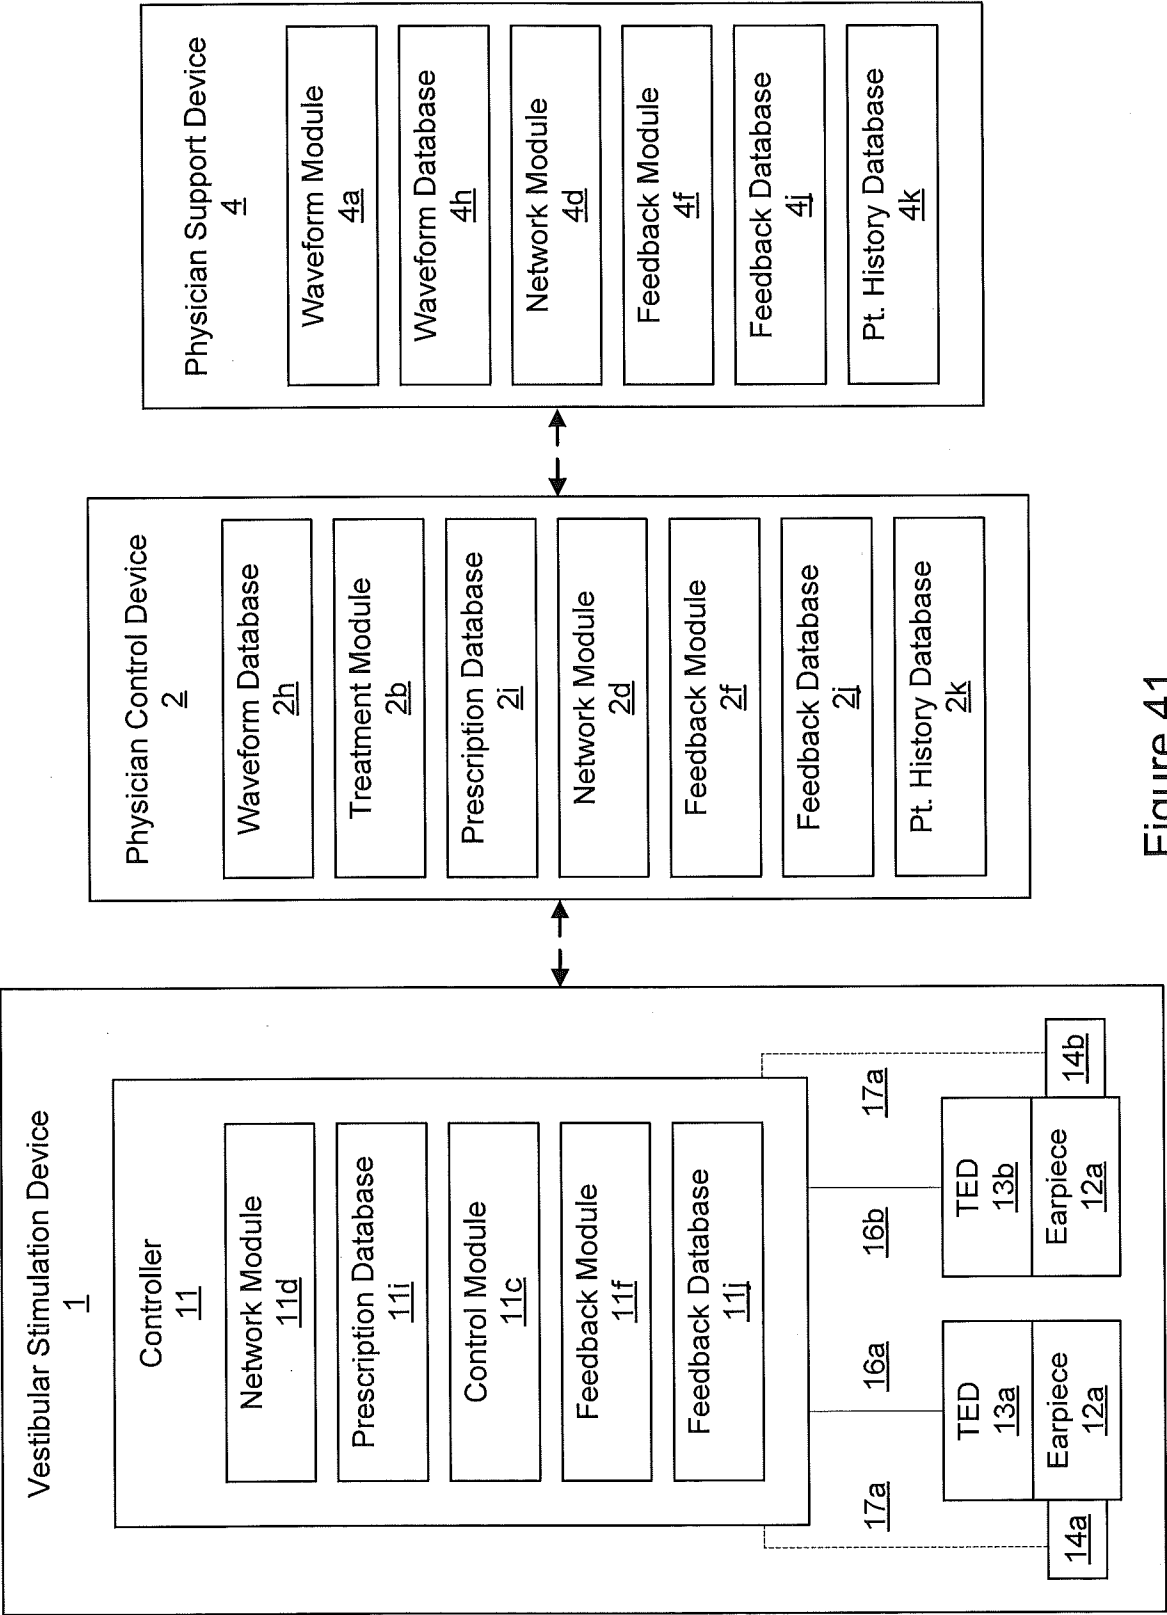 Vestibular Stimulation Device
1
Controller
11
Network Module
11d
Prescription Database
11i
Control Module
11c
Feedback Module
11f
Feedback Database
11j
17a
16a
16b
17a
TED
13a
Earpiece
12a
14a
TED
13b
Earpiece
12a
14b
Physician Control Device
2
Waveform Database
2h
Treatment Module
2b
Prescription Database
2i
Network Module
2d
Feedback Module
2f
Feedback Database
2j
Pt. History Database
2k
Physician Support Device
4
Waveform Module
4a
Waveform Database
4h
Network Module
4d
Feedback Module
4f
Feedback Database
4j
Pt. History Database
4k
Figure 41